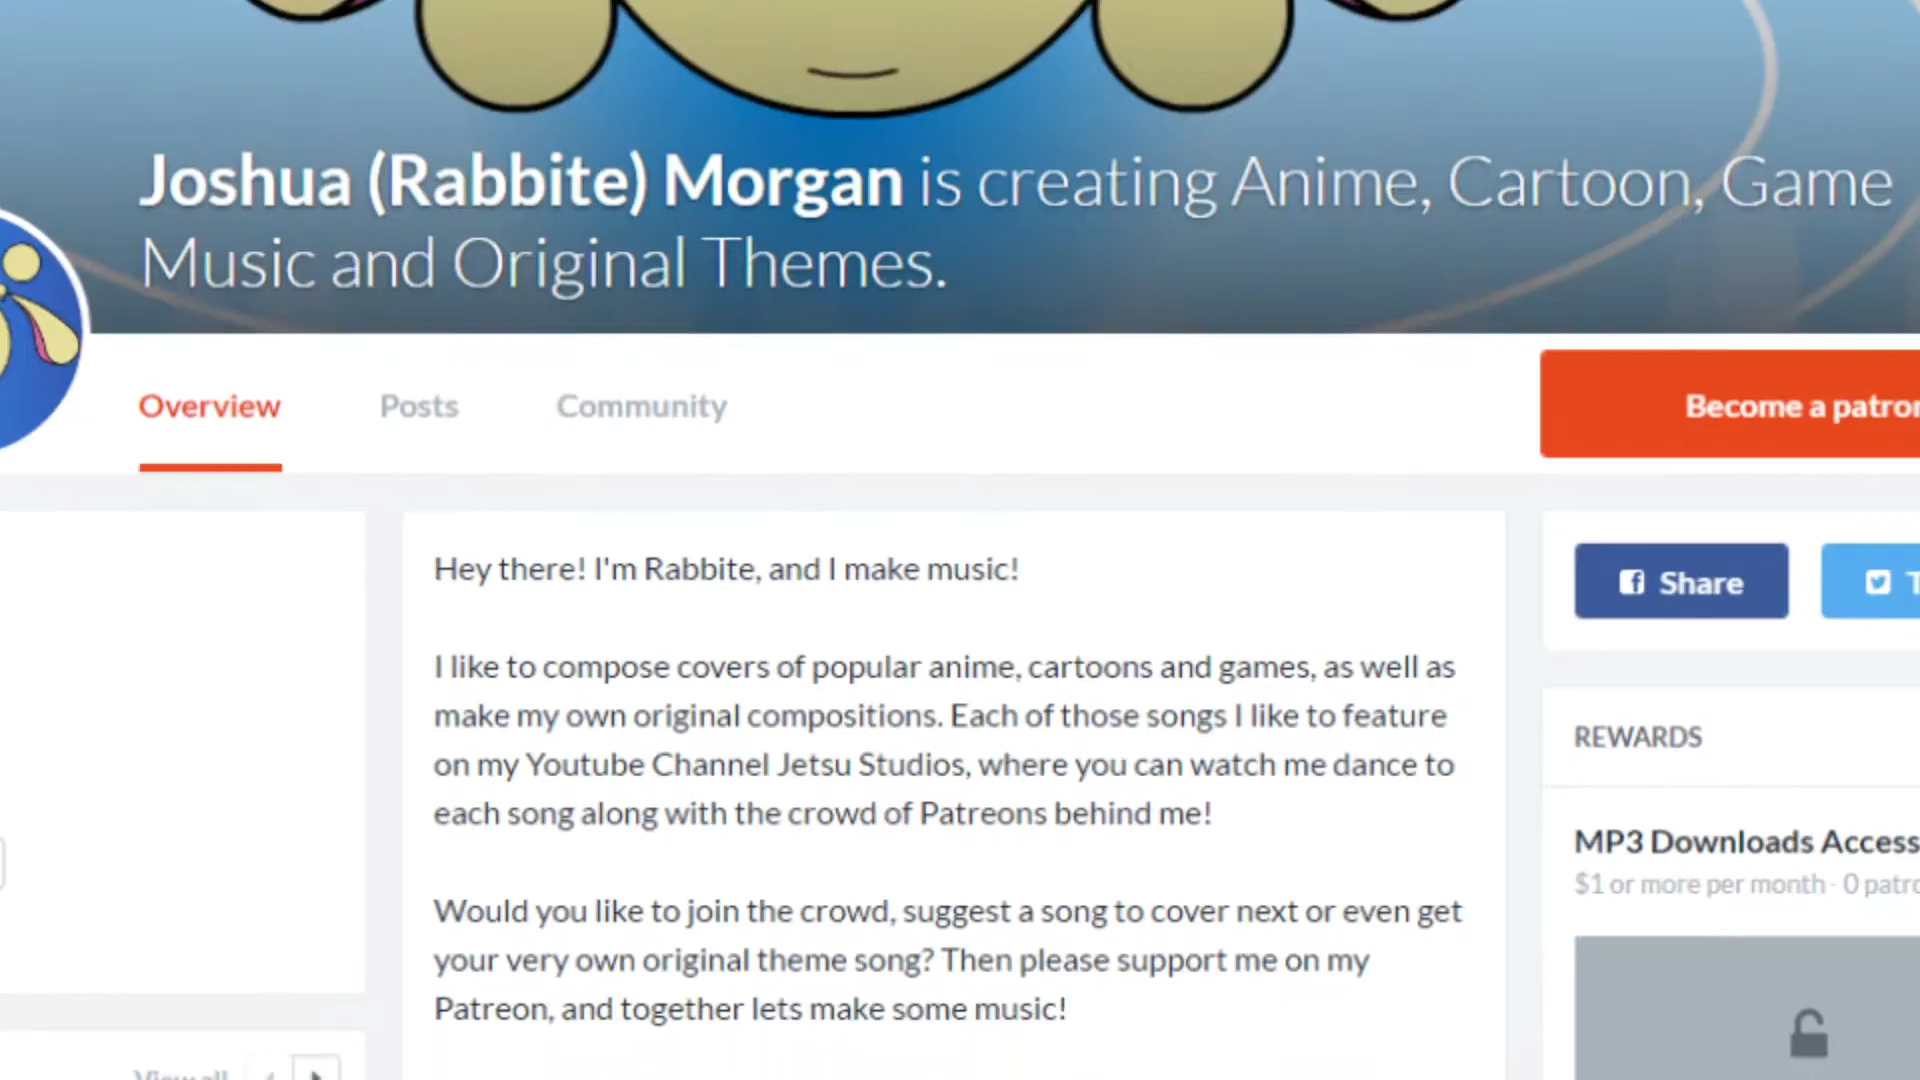 Joshua (Rabbite) Morgan is creating Anime, Cartoon, Game
Music and Original Themes.
Overview
Posts
Community
Become a patron
Hey there! I'm Rabbite, and I make music!
I like to compose covers of popular anime, cartoons and games, as well as
make my own original compositions. Each of those songs I like to feature
on my Youtube Channel Jetsu Studios, where you can watch me dance to
each song along with the crowd of Patreons behind me!
Would you like to join the crowd, suggest a song to cover next or even get
your very own original theme song? Then please support me on my
Patreon, and together lets make some music!
Share
REWARDS
MP3 Downloads Access
$1 or more per month · 0
View all